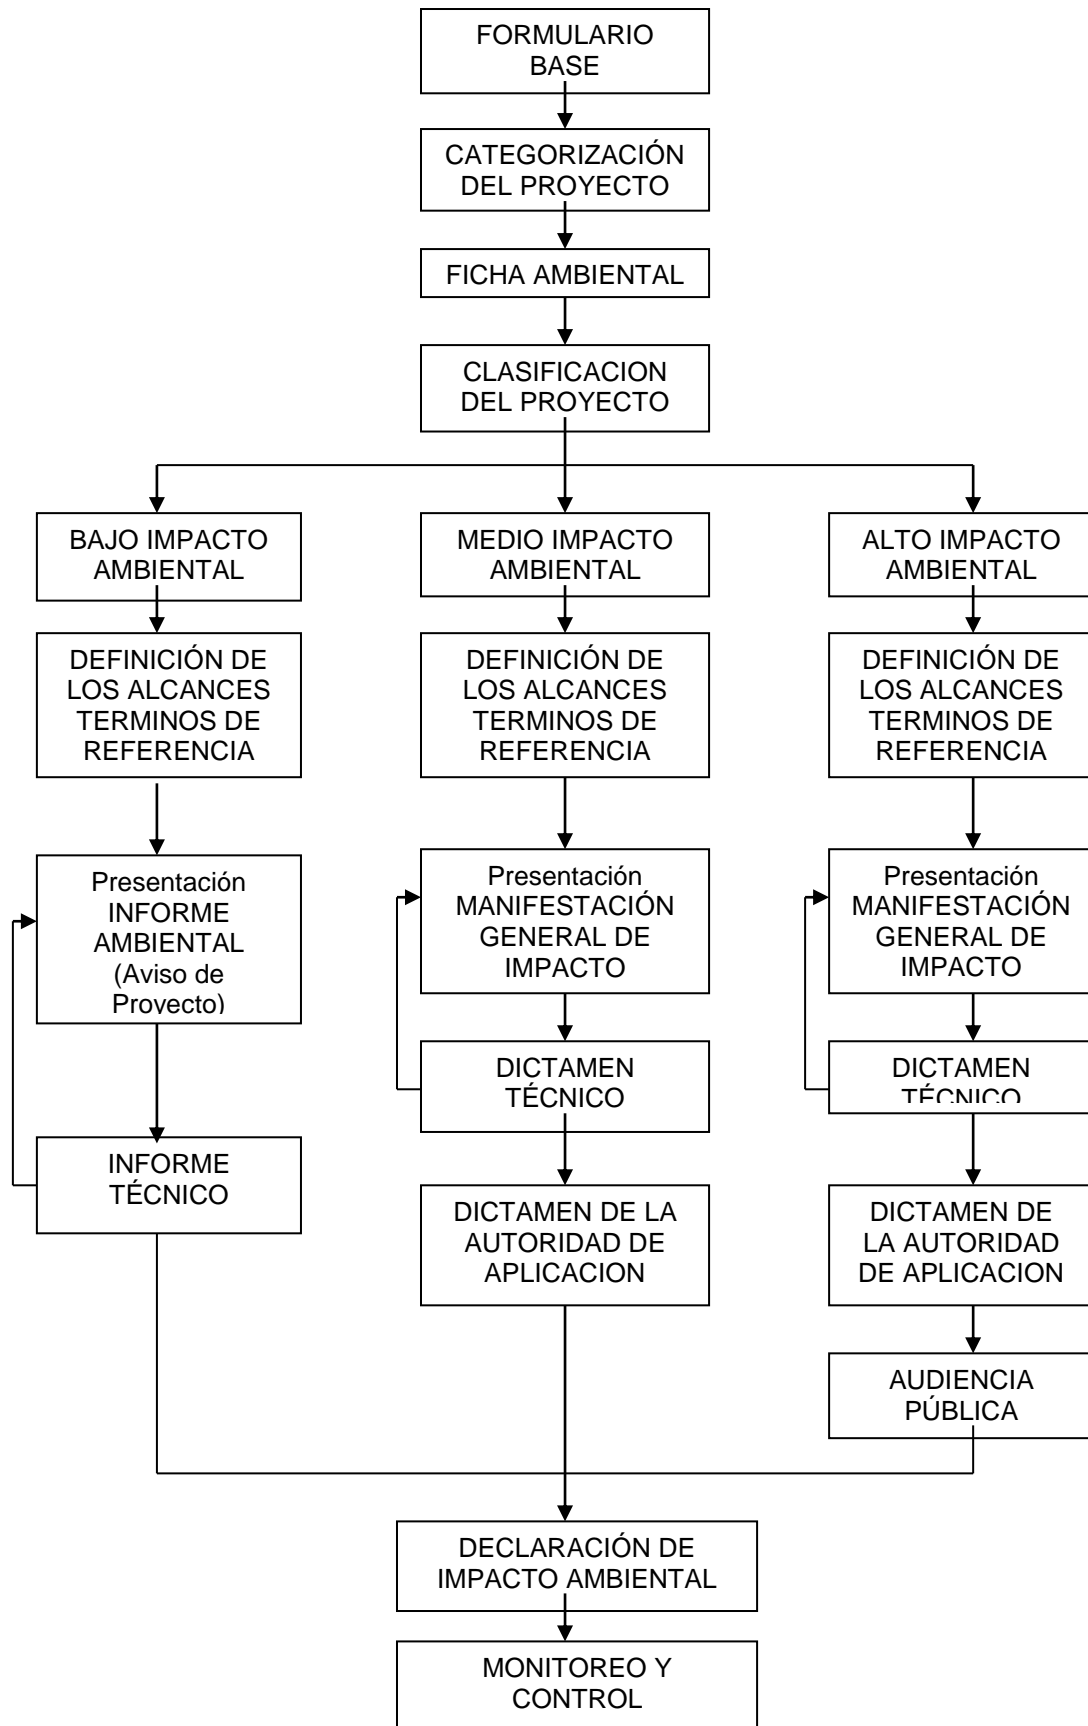 FORMULARIO
BASE
CATEGORIZACIÓN
DEL PROYECTO
FICHA AMBIENTAL
CLASIFICACION
DEL PROYECTO
BAJO IMPACTO
AMBIENTAL
MEDIO IMPACTO
AMBIENTAL
ALTO IMPACTO
AMBIENTAL
DEFINICIÓN DE
LOS ALCANCES
TERMINOS DE
REFERENCIA
DEFINICIÓN DE
LOS ALCANCES
TERMINOS DE
REFERENCIA
DEFINICIÓN DE
LOS ALCANCES
TERMINOS DE
REFERENCIA
Presentación
INFORME
AMBIENTAL
(Aviso de
Proyecto)
Presentación
MANIFESTACIÓN
GENERAL DE
IMPACTO
Presentación
MANIFESTACIÓN
GENERAL DE
IMPACTO
DICTAMEN
TÉCNICO
DICTAMEN
TÉCNICO
INFORME
TÉCNICO
DICTAMEN DE LA
AUTORIDAD DE
APLICACION
DICTAMEN DE
LA AUTORIDAD
DE APLICACION
AUDIENCIA
PÚBLICA
DECLARACIÓN DE
IMPACTO AMBIENTAL
MONITOREO Y
CONTROL